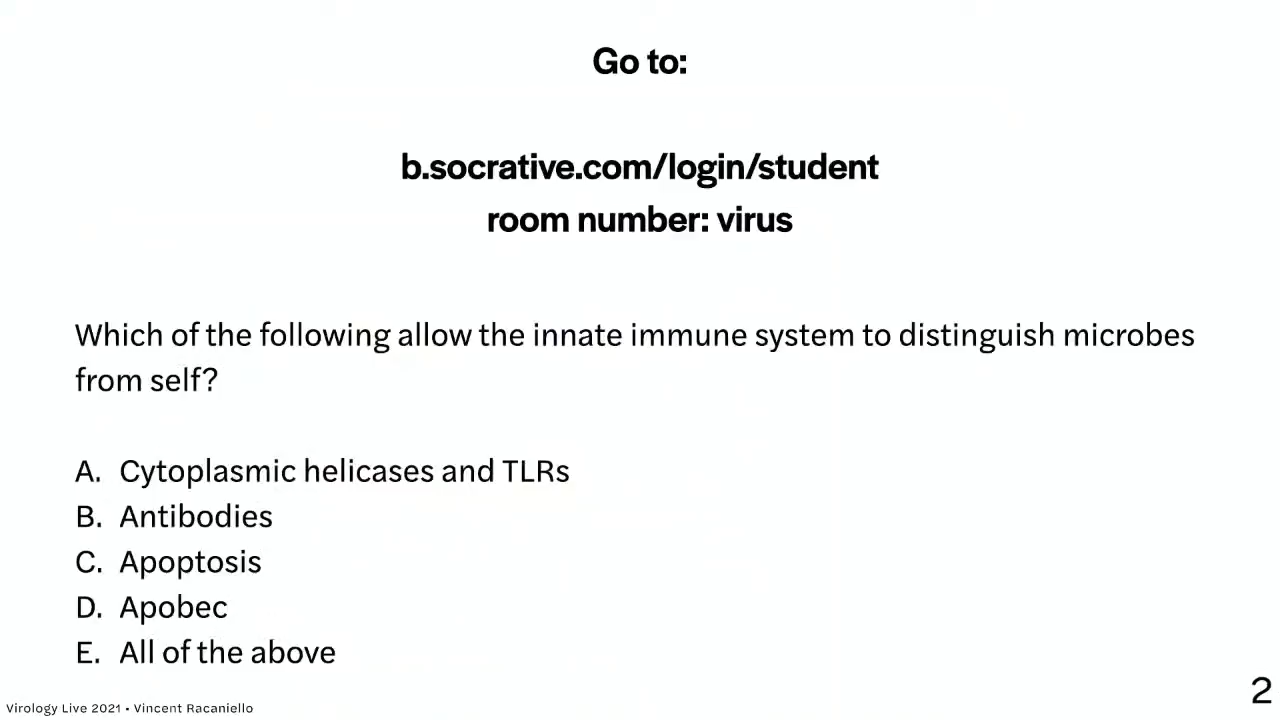 Go to:
b.socrative.com/login/student
room number: virus
Which of the following allow the innate immune system to distinguish microbes
from self?
A. Cytoplasmic helicases and TLRs
B. Antibodies
C. Apoptosis
D. Apobec
E. All of the above
Virology Live 2021 • Vincent Racaniello
2